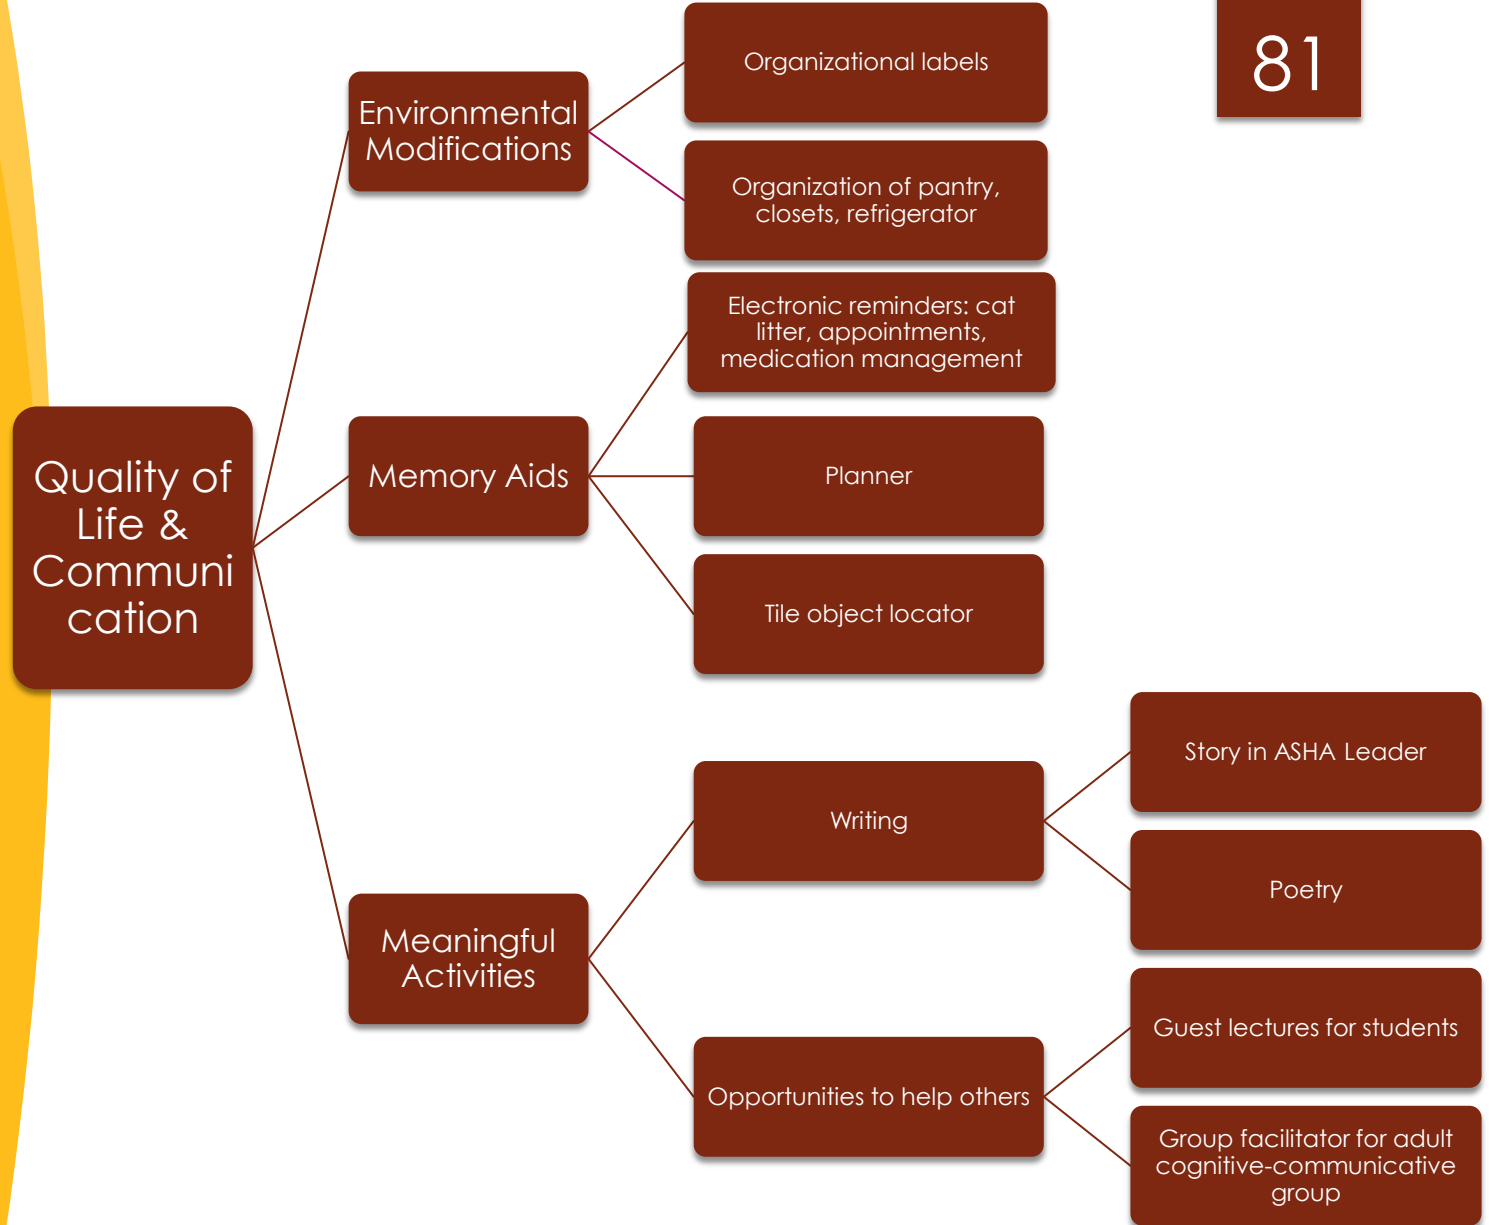 81
Quality of
Life &
Communi
cation
Environmental
Modifications
Organizational labels
Organization of pantry,
closets, refrigerator
Memory Aids
Electronic reminders: cat
litter, appointments,
medication management
Planner
Tile object locator
Meaningful
Activities
Writing
Story in ASHA Leader
Poetry
Opportunities to help others
Guest lectures for students
Group facilitator for adult
cognitive-communicative
group